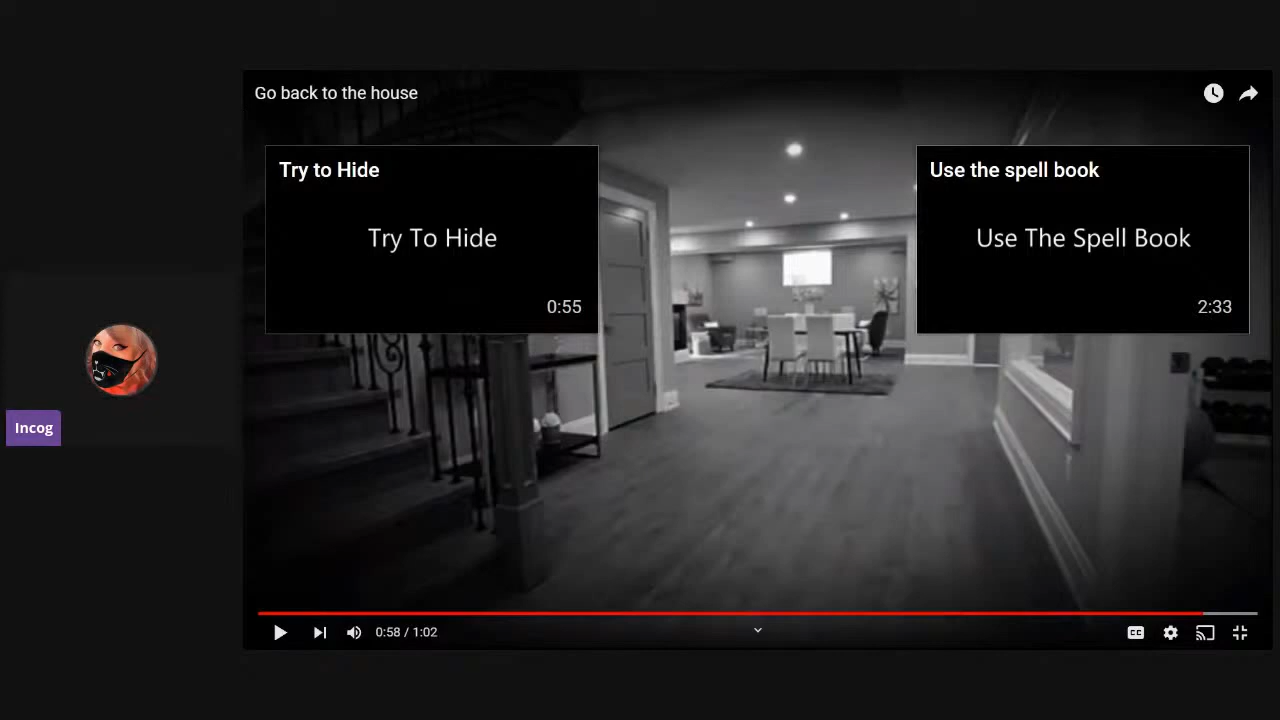 Go back to the house
Try to Hide
Try To Hide
0:55
Use the spell book
Use The Spell Book
2:33
Incog
0:58 / 1:02
CC